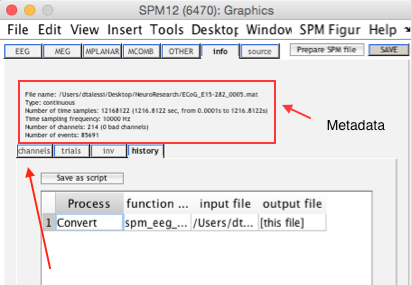 SPM12 (6470): Graphics
File Edit View Insert Tools Desktop Window SPM Figur Help
EEG MEG MPLANAR MCOMB OTHER info source Prepare SPM file SAVE
File name: /Users/dtalessi/Desktop/NeuroResearch/ECoG_E15-282_0005.mat
Type: continuous
Number of time samples: 12168122 (1216.8122 sec, from 0.0001s to 1216.8122s)
Time sampling frequency: 10000 Hz
Number of channels: 214 (0 bad channels)
Number of events: 85691
Metadata
channels trials inv history
Save as script
Process function ... input file output file
1 Convert spm_eeg_... /Users/dt... [this file]